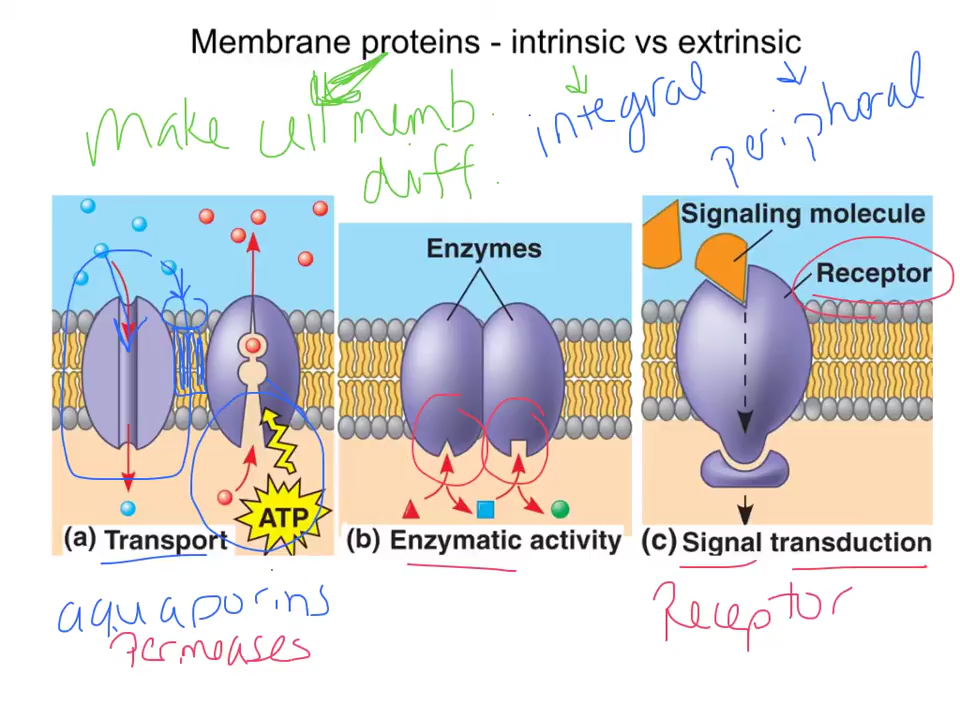 Membrane proteins - intrinsic vs extrinsic
Make cell memb. integral periphoral
diff.
Signaling molecule
Enzymes
Receptor
ATP
(a) Transport (b) Enzymatic activity (c) Signal transduction
aquaporins Receptor
Permeases